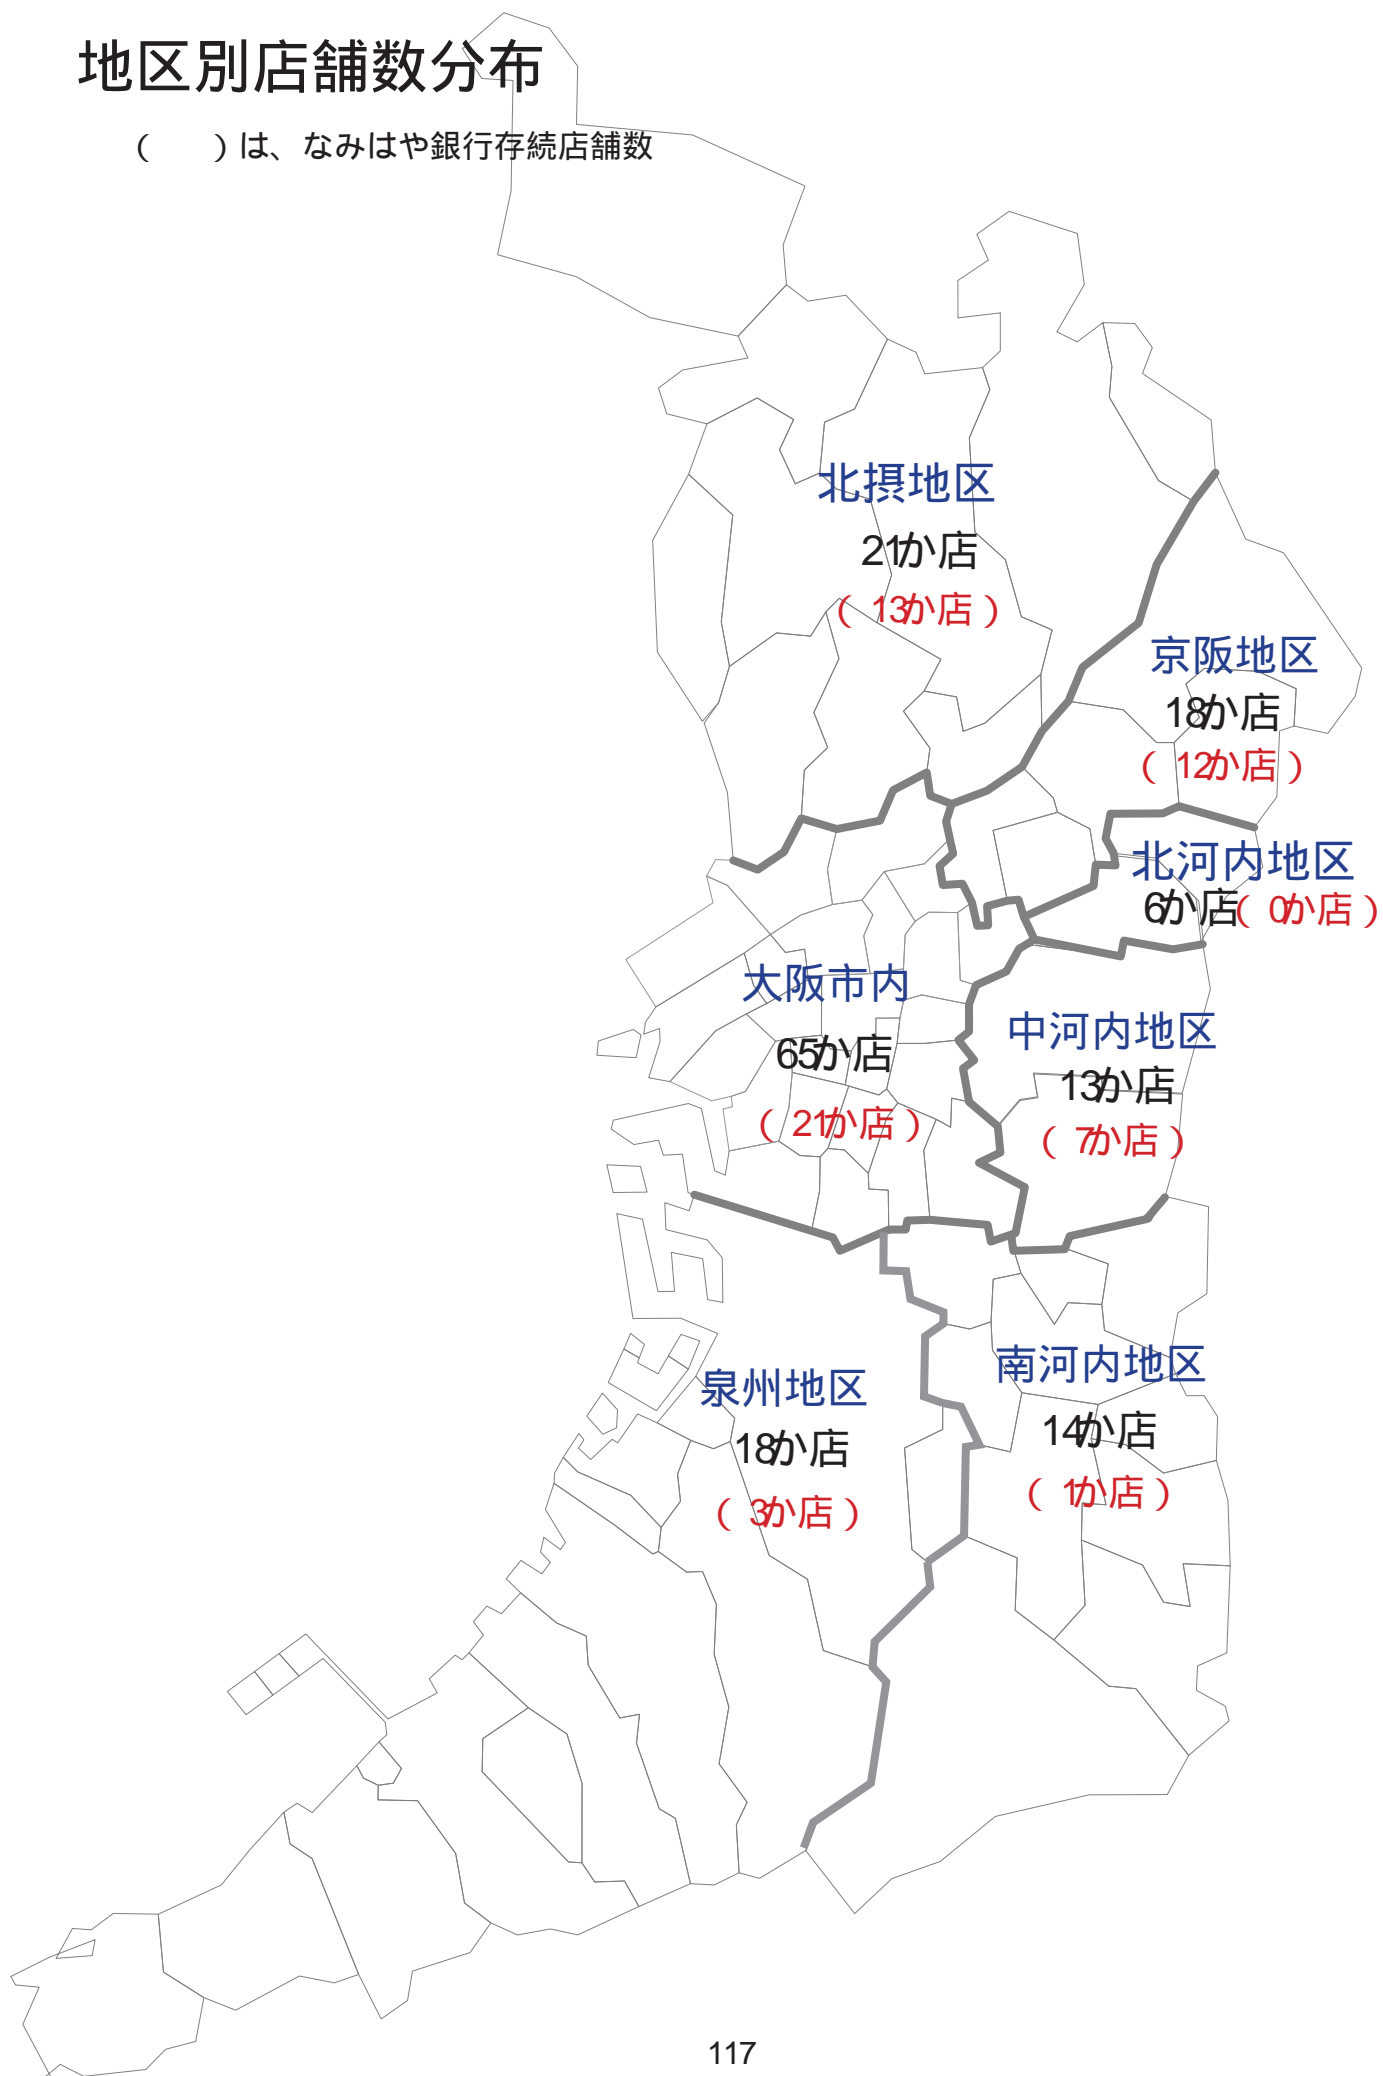 地区別店舗数分布
(　　)は、なみはや銀行存続店舗数
北摂地区
21か店
(13か店)
京阪地区
18か店
(12か店)
北河内地区
6か店(0か店)
大阪市内
65か店
(21か店)
中河内地区
13か店
(7か店)
南河内地区
14か店
(1か店)
泉州地区
18か店
(3か店)
117